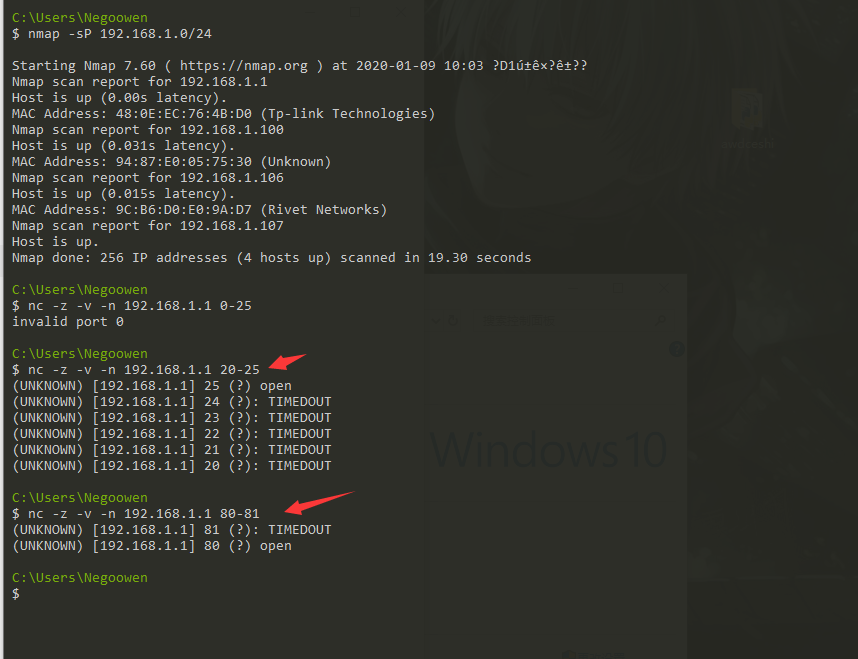 C:\Users\Negoowen
$ nmap -sP 192.168.1.0/24
Starting Nmap 7.60 ( https://nmap.org ) at 2020-01-09 10:03 ?D1ú±ê×?ê±??
Nmap scan report for 192.168.1.1
Host is up (0.00s latency).
MAC Address: 48:0E:EC:76:4B:D0 (Tp-link Technologies)
Nmap scan report for 192.168.1.100
Host is up (0.031s latency).
MAC Address: 94:87:E0:05:75:30 (Unknown)
Nmap scan report for 192.168.1.106
Host is up (0.015s latency).
MAC Address: 9C:B6:D0:E0:9A:D7 (Rivet Networks)
Nmap scan report for 192.168.1.107
Host is up.
Nmap done: 256 IP addresses (4 hosts up) scanned in 19.30 seconds
C:\Users\Negoowen
$ nc -z -v -n 192.168.1.1 0-25
invalid port 0
C:\Users\Negoowen
$ nc -z -v -n 192.168.1.1 20-25
(UNKNOWN) [192.168.1.1] 25 (?) open
(UNKNOWN) [192.168.1.1] 24 (?): TIMEDOUT
(UNKNOWN) [192.168.1.1] 23 (?): TIMEDOUT
(UNKNOWN) [192.168.1.1] 22 (?): TIMEDOUT
(UNKNOWN) [192.168.1.1] 21 (?): TIMEDOUT
(UNKNOWN) [192.168.1.1] 20 (?): TIMEDOUT
Windows 10
C:\Users\Negoowen
$ nc -z -v -n 192.168.1.1 80-81
(UNKNOWN) [192.168.1.1] 81 (?): TIMEDOUT
(UNKNOWN) [192.168.1.1] 80 (?) open
C:\Users\Negoowen
$